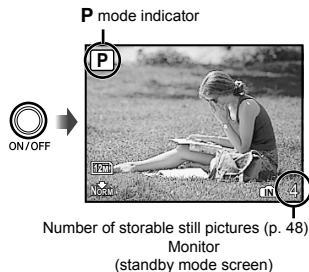 P mode indicator
P
ON/OFF
12M
NORM
IN 4
Number of storable still pictures (p. 48)
Monitor
(standby mode screen)